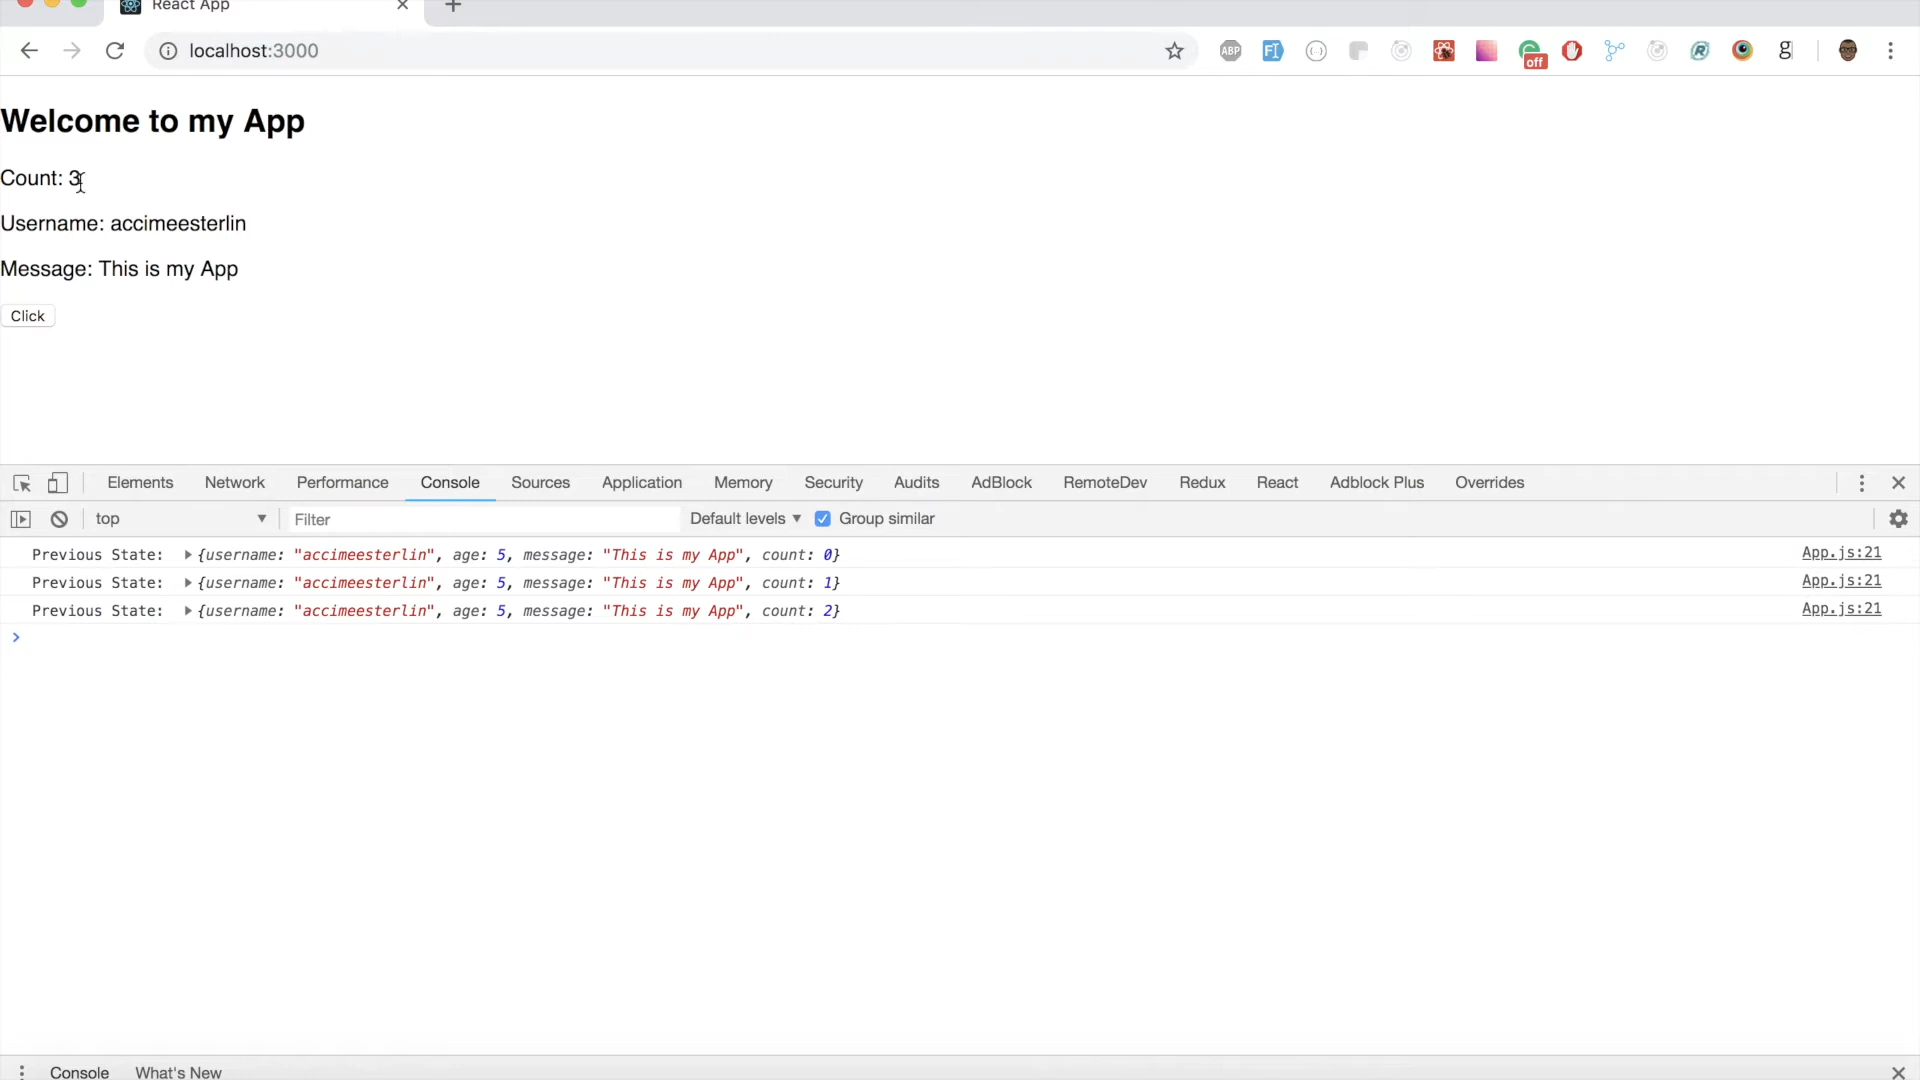 React App
localhost:3000
ABP
off
g
Welcome to my App
Count: 3
Username: accimeesterlin
Message: This is my App
Click
Elements Network Performance Console Sources Application Memory Security Audits AdBlock RemoteDev Redux React Adblock Plus Overrides
top Filter Default levels Group similar
Previous State: {username: "accimeesterlin", age: 5, message: "This is my App", count: 0} App.js:21
Previous State: {username: "accimeesterlin", age: 5, message: "This is my App", count: 1} App.js:21
Previous State: {username: "accimeesterlin", age: 5, message: "This is my App", count: 2} App.js:21
Console What's New